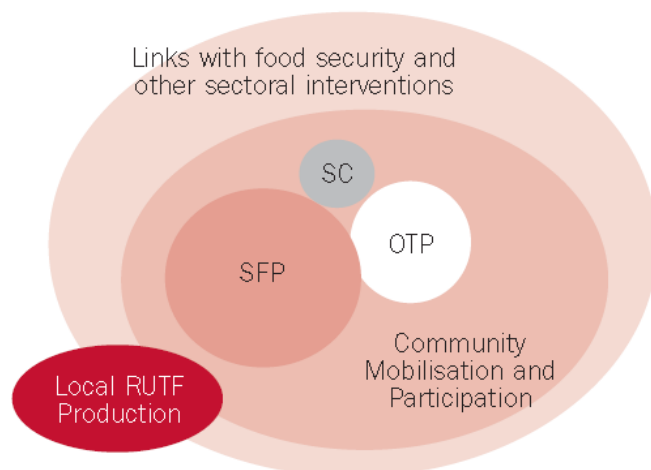 Links with food security and
other sectoral interventions
SC
OTP
SFP
Community
Mobilisation and
Participation
Local RUTF
Production